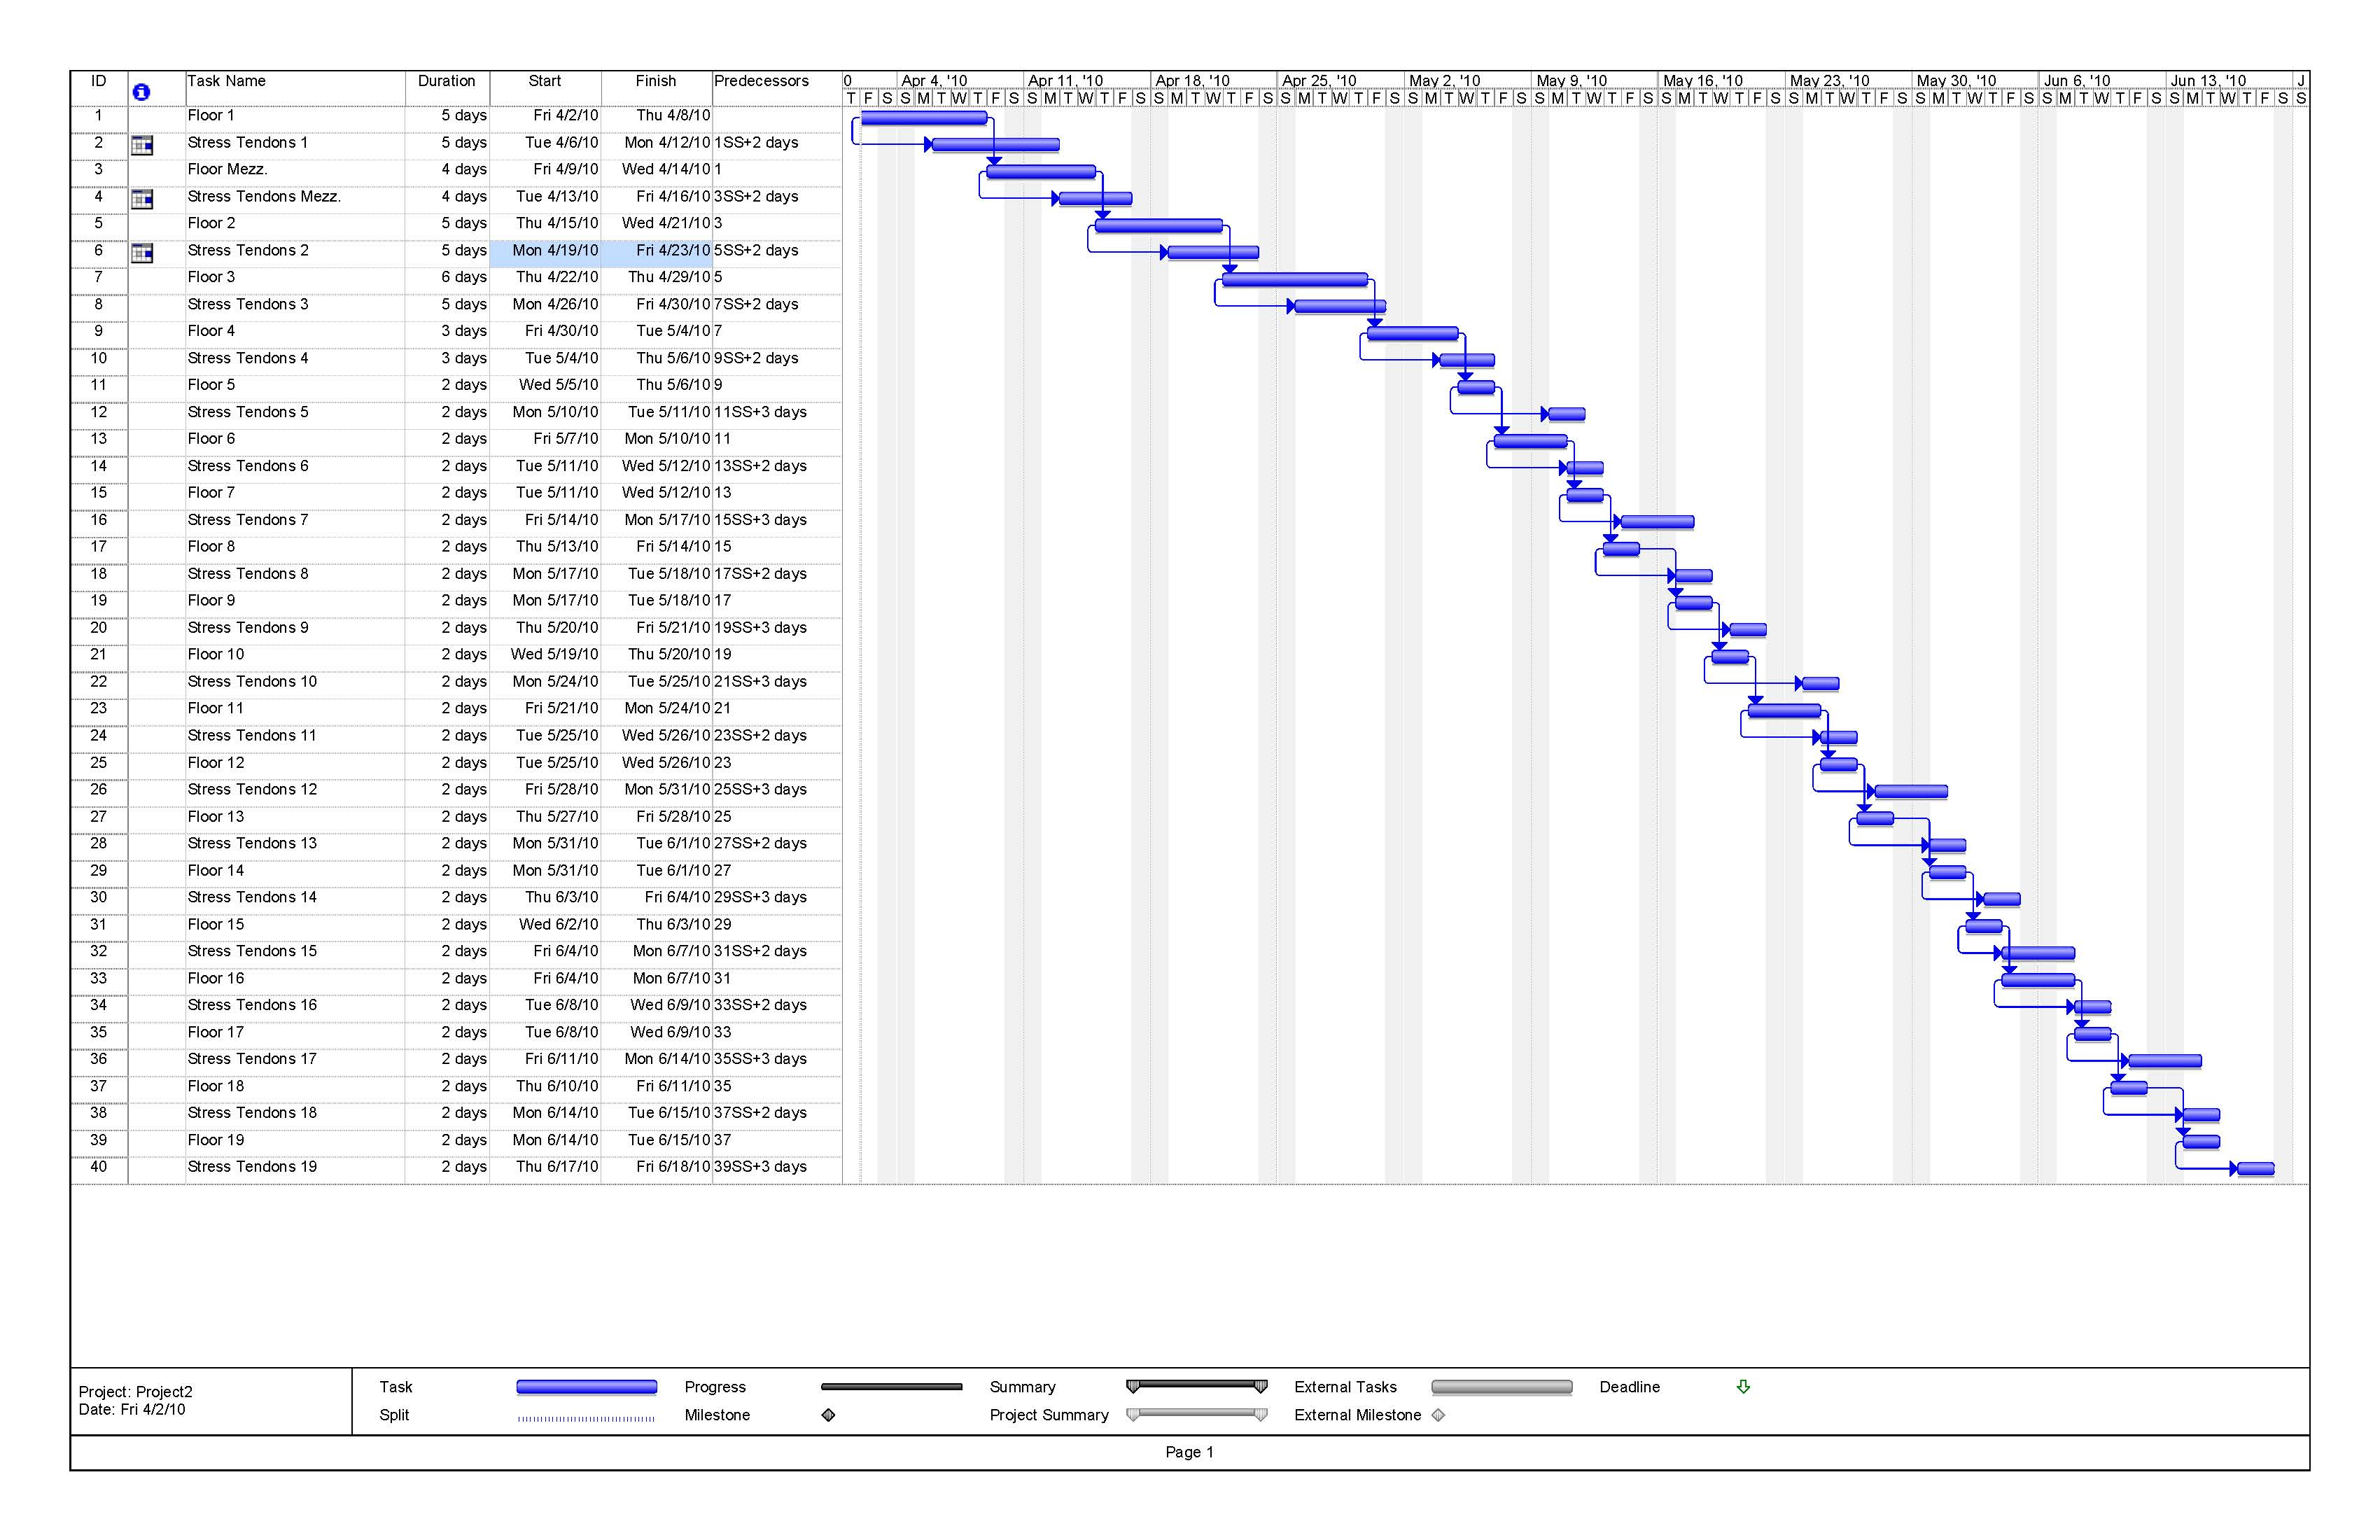 ID Task Name Duration Start Finish Predecessors 0 Apr 4, '10 Apr 11, '10 Apr 18, '10 Apr 25, '10 May 2, '10 May 9, '10 May 16, '10 May 23, '10 May 30, '10 Jun 6, '10 Jun 13, '10 J
T F S S M T W T F S S M T W T F S S M T W T F S S M T W T F S S M T W T F S S M T W T F S S M T W T F S S M T W T F S S M T W T F S S M T W T F S S M T W T F S S
1 Floor 1 5 days Fri 4/2/10 Thu 4/8/10
2 Stress Tendons 1 5 days Tue 4/6/10 Mon 4/12/10 1SS+2 days
3 Floor Mezz. 4 days Fri 4/9/10 Wed 4/14/10 1
4 Stress Tendons Mezz. 4 days Tue 4/13/10 Fri 4/16/10 3SS+2 days
5 Floor 2 5 days Thu 4/15/10 Wed 4/21/10 3
6 Stress Tendons 2 5 days Mon 4/19/10 Fri 4/23/10 5SS+2 days
7 Floor 3 6 days Thu 4/22/10 Thu 4/29/10 5
8 Stress Tendons 3 5 days Mon 4/26/10 Fri 4/30/10 7SS+2 days
9 Floor 4 3 days Fri 4/30/10 Tue 5/4/10 7
10 Stress Tendons 4 3 days Tue 5/4/10 Thu 5/6/10 9SS+2 days
11 Floor 5 2 days Wed 5/5/10 Thu 5/6/10 9
12 Stress Tendons 5 2 days Mon 5/10/10 Tue 5/11/10 11SS+3 days
13 Floor 6 2 days Fri 5/7/10 Mon 5/10/10 11
14 Stress Tendons 6 2 days Tue 5/11/10 Wed 5/12/10 13SS+2 days
15 Floor 7 2 days Tue 5/11/10 Wed 5/12/10 13
16 Stress Tendons 7 2 days Fri 5/14/10 Mon 5/17/10 15SS+3 days
17 Floor 8 2 days Thu 5/13/10 Fri 5/14/10 15
18 Stress Tendons 8 2 days Mon 5/17/10 Tue 5/18/10 17SS+2 days
19 Floor 9 2 days Mon 5/17/10 Tue 5/18/10 17
20 Stress Tendons 9 2 days Thu 5/20/10 Fri 5/21/10 19SS+3 days
21 Floor 10 2 days Wed 5/19/10 Thu 5/20/10 19
22 Stress Tendons 10 2 days Mon 5/24/10 Tue 5/25/10 21SS+3 days
23 Floor 11 2 days Fri 5/21/10 Mon 5/24/10 21
24 Stress Tendons 11 2 days Tue 5/25/10 Wed 5/26/10 23SS+2 days
25 Floor 12 2 days Tue 5/25/10 Wed 5/26/10 23
26 Stress Tendons 12 2 days Fri 5/28/10 Mon 5/31/10 25SS+3 days
27 Floor 13 2 days Thu 5/27/10 Fri 5/28/10 25
28 Stress Tendons 13 2 days Mon 5/31/10 Tue 6/1/10 27SS+2 days
29 Floor 14 2 days Mon 5/31/10 Tue 6/1/10 27
30 Stress Tendons 14 2 days Thu 6/3/10 Fri 6/4/10 29SS+3 days
31 Floor 15 2 days Wed 6/2/10 Thu 6/3/10 29
32 Stress Tendons 15 2 days Fri 6/4/10 Mon 6/7/10 31SS+2 days
33 Floor 16 2 days Fri 6/4/10 Mon 6/7/10 31
34 Stress Tendons 16 2 days Tue 6/8/10 Wed 6/9/10 33SS+2 days
35 Floor 17 2 days Tue 6/8/10 Wed 6/9/10 33
36 Stress Tendons 17 2 days Fri 6/11/10 Mon 6/14/10 35SS+3 days
37 Floor 18 2 days Thu 6/10/10 Fri 6/11/10 35
38 Stress Tendons 18 2 days Mon 6/14/10 Tue 6/15/10 37SS+2 days
39 Floor 19 2 days Mon 6/14/10 Tue 6/15/10 37
40 Stress Tendons 19 2 days Thu 6/17/10 Fri 6/18/10 39SS+3 days
Project: Project2
Date: Fri 4/2/10
Task Progress Summary External Tasks Deadline
Split Milestone Project Summary External Milestone
Page 1